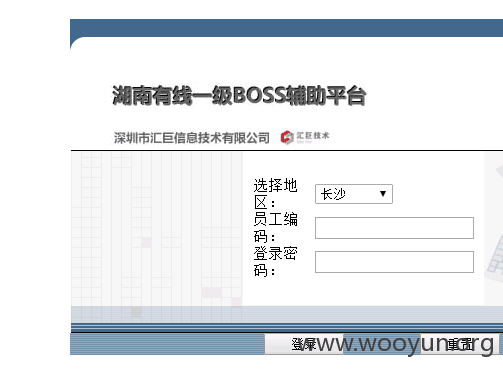 湖南有线一级BOSS辅助平台
深圳市汇巨信息技术有限公司 汇巨技术
选择地区： 长沙
员工编码：
登录密码：
登录 www.wooyun.org 重置